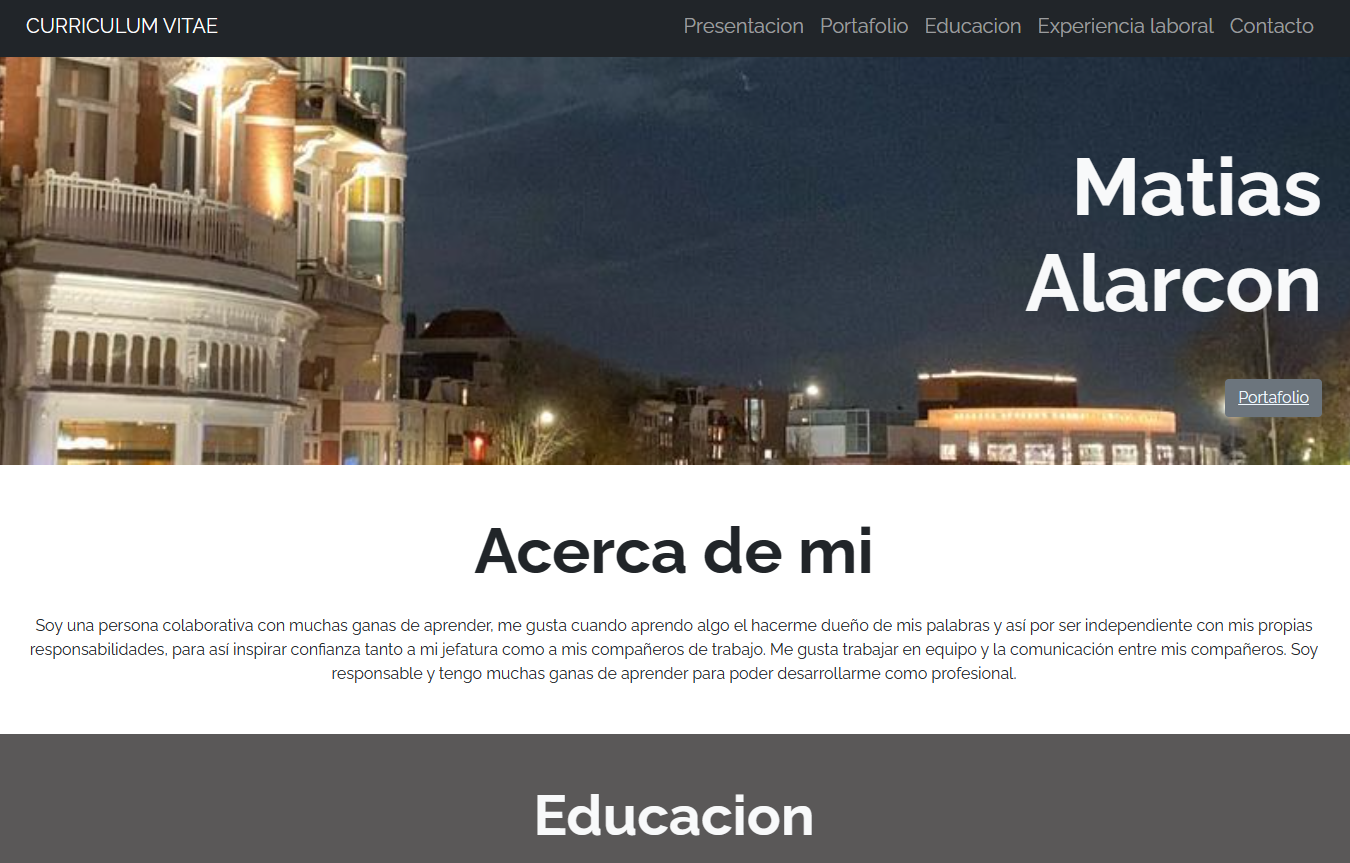 CURRICULUM VITAE
Presentacion Portafolio Educacion Experiencia laboral Contacto
Matias
Alarcon
Portafolio
Acerca de mi
Soy una persona colaborativa con muchas ganas de aprender, me gusta cuando aprendo algo el hacerme dueño de mis palabras y así por ser independiente con mis propias
responsabilidades, para así inspirar confianza tanto a mi jefatura como a mis compañeros de trabajo. Me gusta trabajar en equipo y la comunicación entre mis compañeros. Soy
responsable y tengo muchas ganas de aprender para poder desarrollarme como profesional.
Educacion